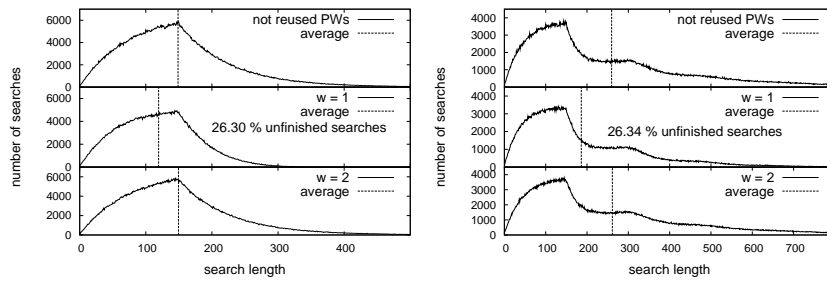 number of searches
6000
4000
2000
0
not reused PWs
average
6000
4000
2000
0
w = 1
average
26.30 % unfinished searches
6000
4000
2000
0
w = 2
average
0
100
200
300
400
search length
number of searches
4000
3000
2000
1000
0
not reused PWs
average
4000
3000
2000
1000
0
w = 1
average
26.34 % unfinished searches
4000
3000
2000
1000
0
w = 2
average
0
100
200
300
400
500
600
700
search length